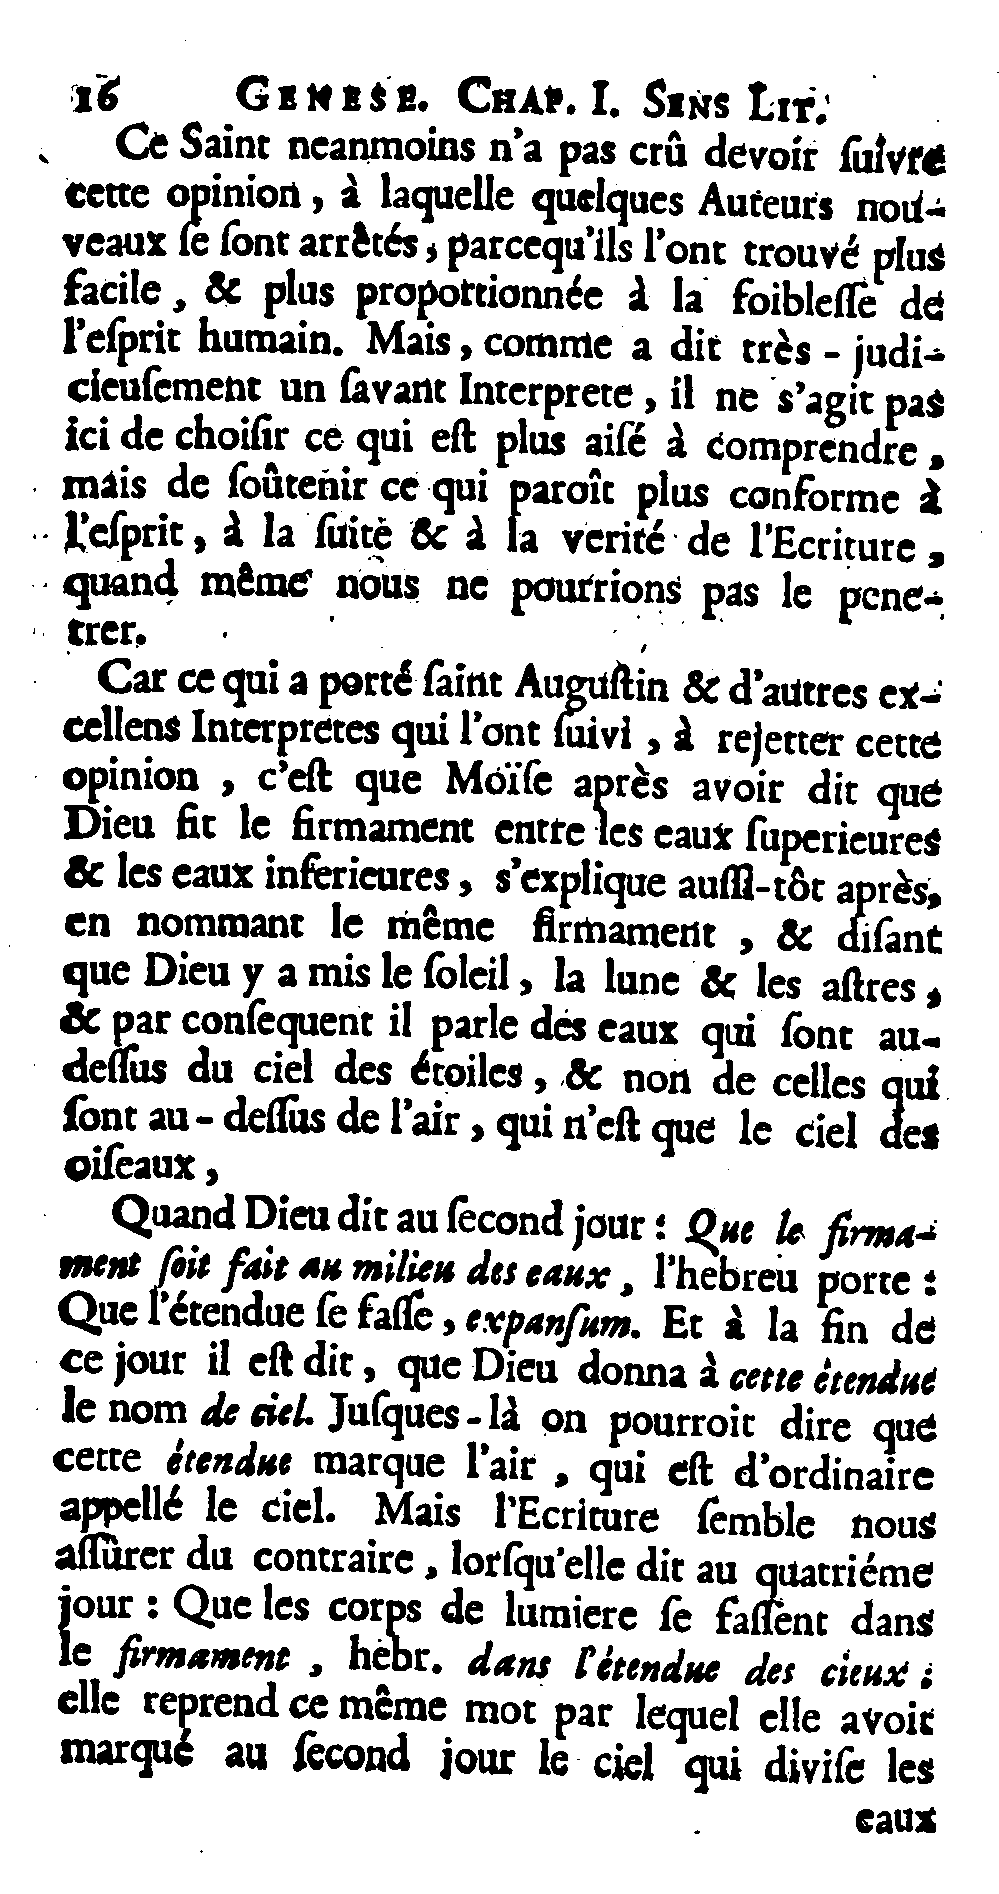 16 GENESE. CHAP. I. SENS LIT.
Ce Saint neanmoins n'a pas crû devoir ſuivre
cette opinion, à laquelle quelques Auteurs nou-
veaux ſe ſont arrêtés, parcequ'ils l'ont trouvé plus
facile, & plus proportionnée à la foibleſſe de
l'eſprit humain. Mais, comme a dit très-judi-
cieuſement un ſavant Interprete, il ne s'agit pas
ici de choiſir ce qui eſt plus aiſé à comprendre,
mais de ſoûtenir ce qui paroît plus conforme à
l'eſprit, à la ſuite & à la verité de l'Ecriture,
quand même nous ne pourrions pas le pene-
trer.
Car ce qui a porté ſaint Auguſtin & d'autres ex-
cellens Interpretes qui l'ont ſuivi, à rejetter cette
opinion, c'eſt que Moïſe après avoir dit que
Dieu fit le firmament entre les eaux ſuperieures
& les eaux inferieures, s'explique auſſi-tôt après,
en nommant le même firmament, & diſant
que Dieu y a mis le ſoleil, la lune & les aſtres,
& par conſequent il parle des eaux qui ſont au-
deſſus du ciel des étoiles, & non de celles qui
ſont au-deſſus de l'air, qui n'eſt que le ciel des
oiſeaux,
Quand Dieu dit au ſecond jour: Que le firma-
ment ſoit fait au milieu des eaux, l'hebreu porte:
Que l'étendue ſe faſſe, expanſum. Et à la fin de
ce jour il eſt dit, que Dieu donna à cette étendue
le nom de ciel. Juſques-là on pourroit dire que
cette étendue marque l'air, qui eſt d'ordinaire
appellé le ciel. Mais l'Ecriture ſemble nous
aſſûrer du contraire, lorſqu'elle dit au quatriéme
jour: Que les corps de lumiere ſe faſſent dans
le firmament, hebr. dans l'étendue des cieux:
elle reprend ce même mot par lequel elle avoit
marqué au ſecond jour le ciel qui diviſe les
eaux